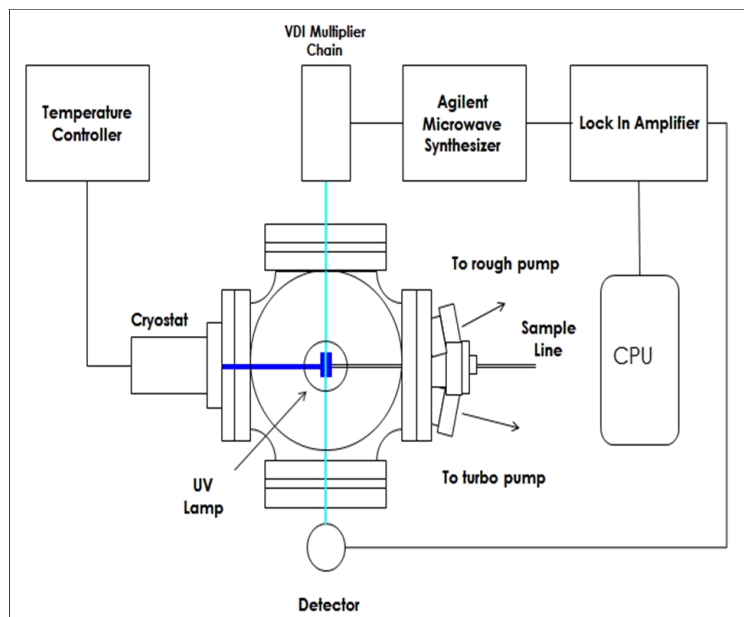 VDI Multiplier
Chain
Temperature
Controller
Agilent
Microwave
Synthesizer
Lock In Amplifier
To rough pump
Cryostat
Sample
Line
CPU
UV
Lamp
To turbo pump
Detector